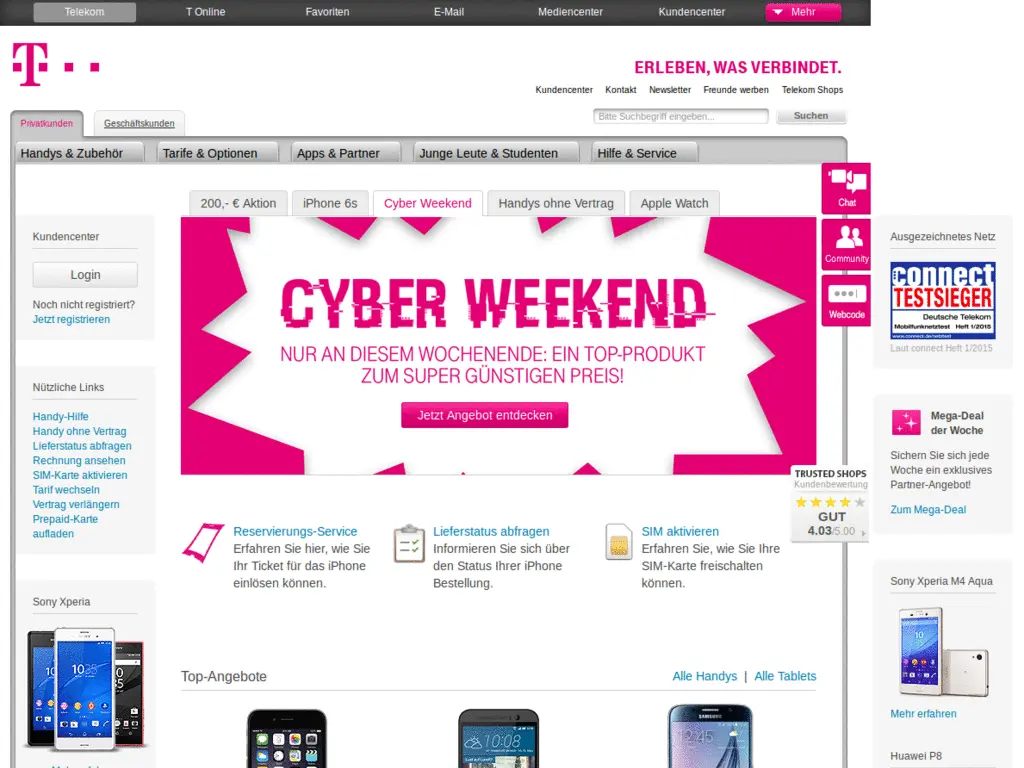 Telekom
T Online
Favoriten
E-Mail
Mediencenter
Kundencenter
Mehr
T
ERLEBEN, WAS VERBINDET.
Kundencenter
Kontakt
Newsletter
Freunde werben
Telekom Shops
Privatkunden
Geschäftskunden
Bitte Suchbegriff eingeben...
Suchen
Handys & Zubehör
Tarife & Optionen
Apps & Partner
Junge Leute & Studenten
Hilfe & Service
200,- € Aktion
iPhone 6s
Cyber Weekend
Handys ohne Vertrag
Apple Watch
Chat
Community
Webcode
Kundencenter
Login
Noch nicht registriert?
Jetzt registrieren
Nützliche Links
Handy-Hilfe
Handy ohne Vertrag
Lieferstatus abfragen
Rechnung ansehen
SIM-Karte aktivieren
Tarif wechseln
Vertrag verlängern
Prepaid-Karte
aufladen
Sony Xperia
CYBER WEEKEND
NUR AN DIESEM WOCHENENDE: EIN TOP-PRODUKT
ZUM SUPER GÜNSTIGEN PREIS!
Jetzt Angebot entdecken
Reservierungs-Service
Erfahren Sie hier, wie Sie
Ihr Ticket für das iPhone
einlösen können.
Lieferstatus abfragen
Informieren Sie sich über
den Status Ihrer iPhone
Bestellung.
SIM aktivieren
Erfahren Sie, wie Sie Ihre
SIM-Karte freischalten
können.
Top-Angebote
Alle Handys | Alle Tablets
10:08
SAMSUNG
Ausgezeichnetes Netz
connect
TESTSIEGER
Deutsche Telekom
Mobilfunknetztest Heft 1/2015
Laut connect Heft 1/2015
Mega-Deal
der Woche
Sichern Sie sich jede
Woche ein exklusives
Partner-Angebot!
Zum Mega-Deal
TRUSTED SHOPS
Kundenbewertung
GUT
4.03/5.00
Sony Xperia M4 Aqua
Mehr erfahren
Huawei P8